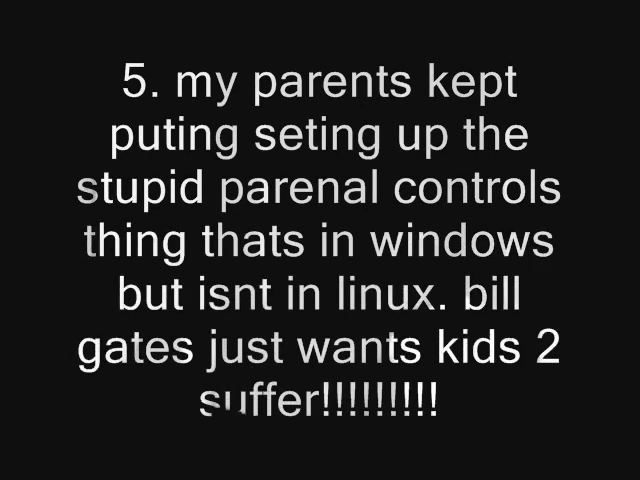 5. my parents kept
puting seting up the
stupid parenal controls
thing thats in windows
but isnt in linux. bill
gates just wants kids 2
suffer!!!!!!!!!